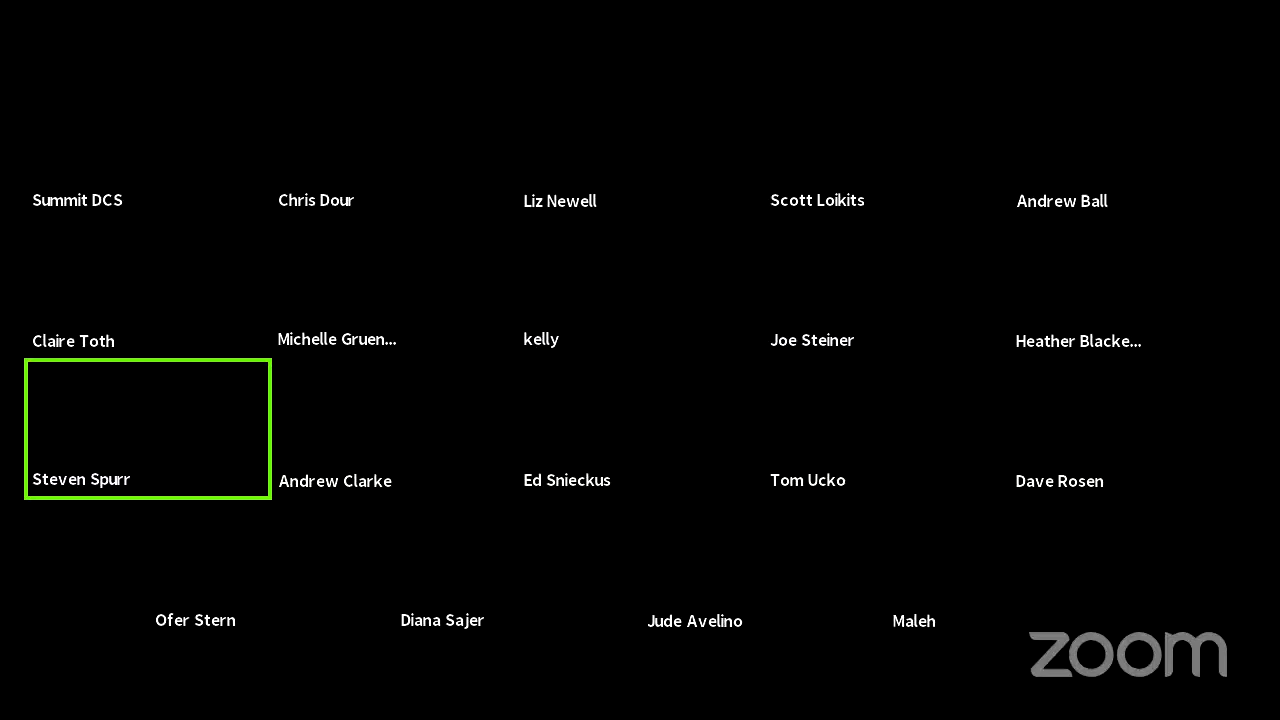 Summit DCS
Chris Dour
Liz Newell
Scott Loikits
Andrew Ball
Claire Toth
Michelle Gruen...
kelly
Joe Steiner
Heather Blacke...
Steven Spurr
Andrew Clarke
Ed Snieckus
Tom Ucko
Dave Rosen
Ofer Stern
Diana Sajer
Jude Avelino
Maleh
zoom